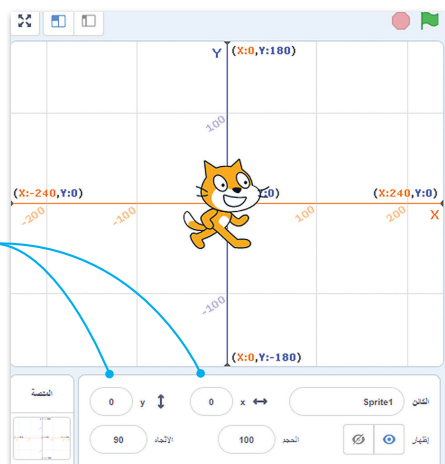 Y (X:0,Y:180)
100
(X:-240,Y:0) :0) (X:240,Y:0)
-200 -100 100 200 X
-100
(X:0,Y:-180)
المنصة
الكائن Sprite1 x 0 y 0
إظهار الحجم 100 الاتجاه 90